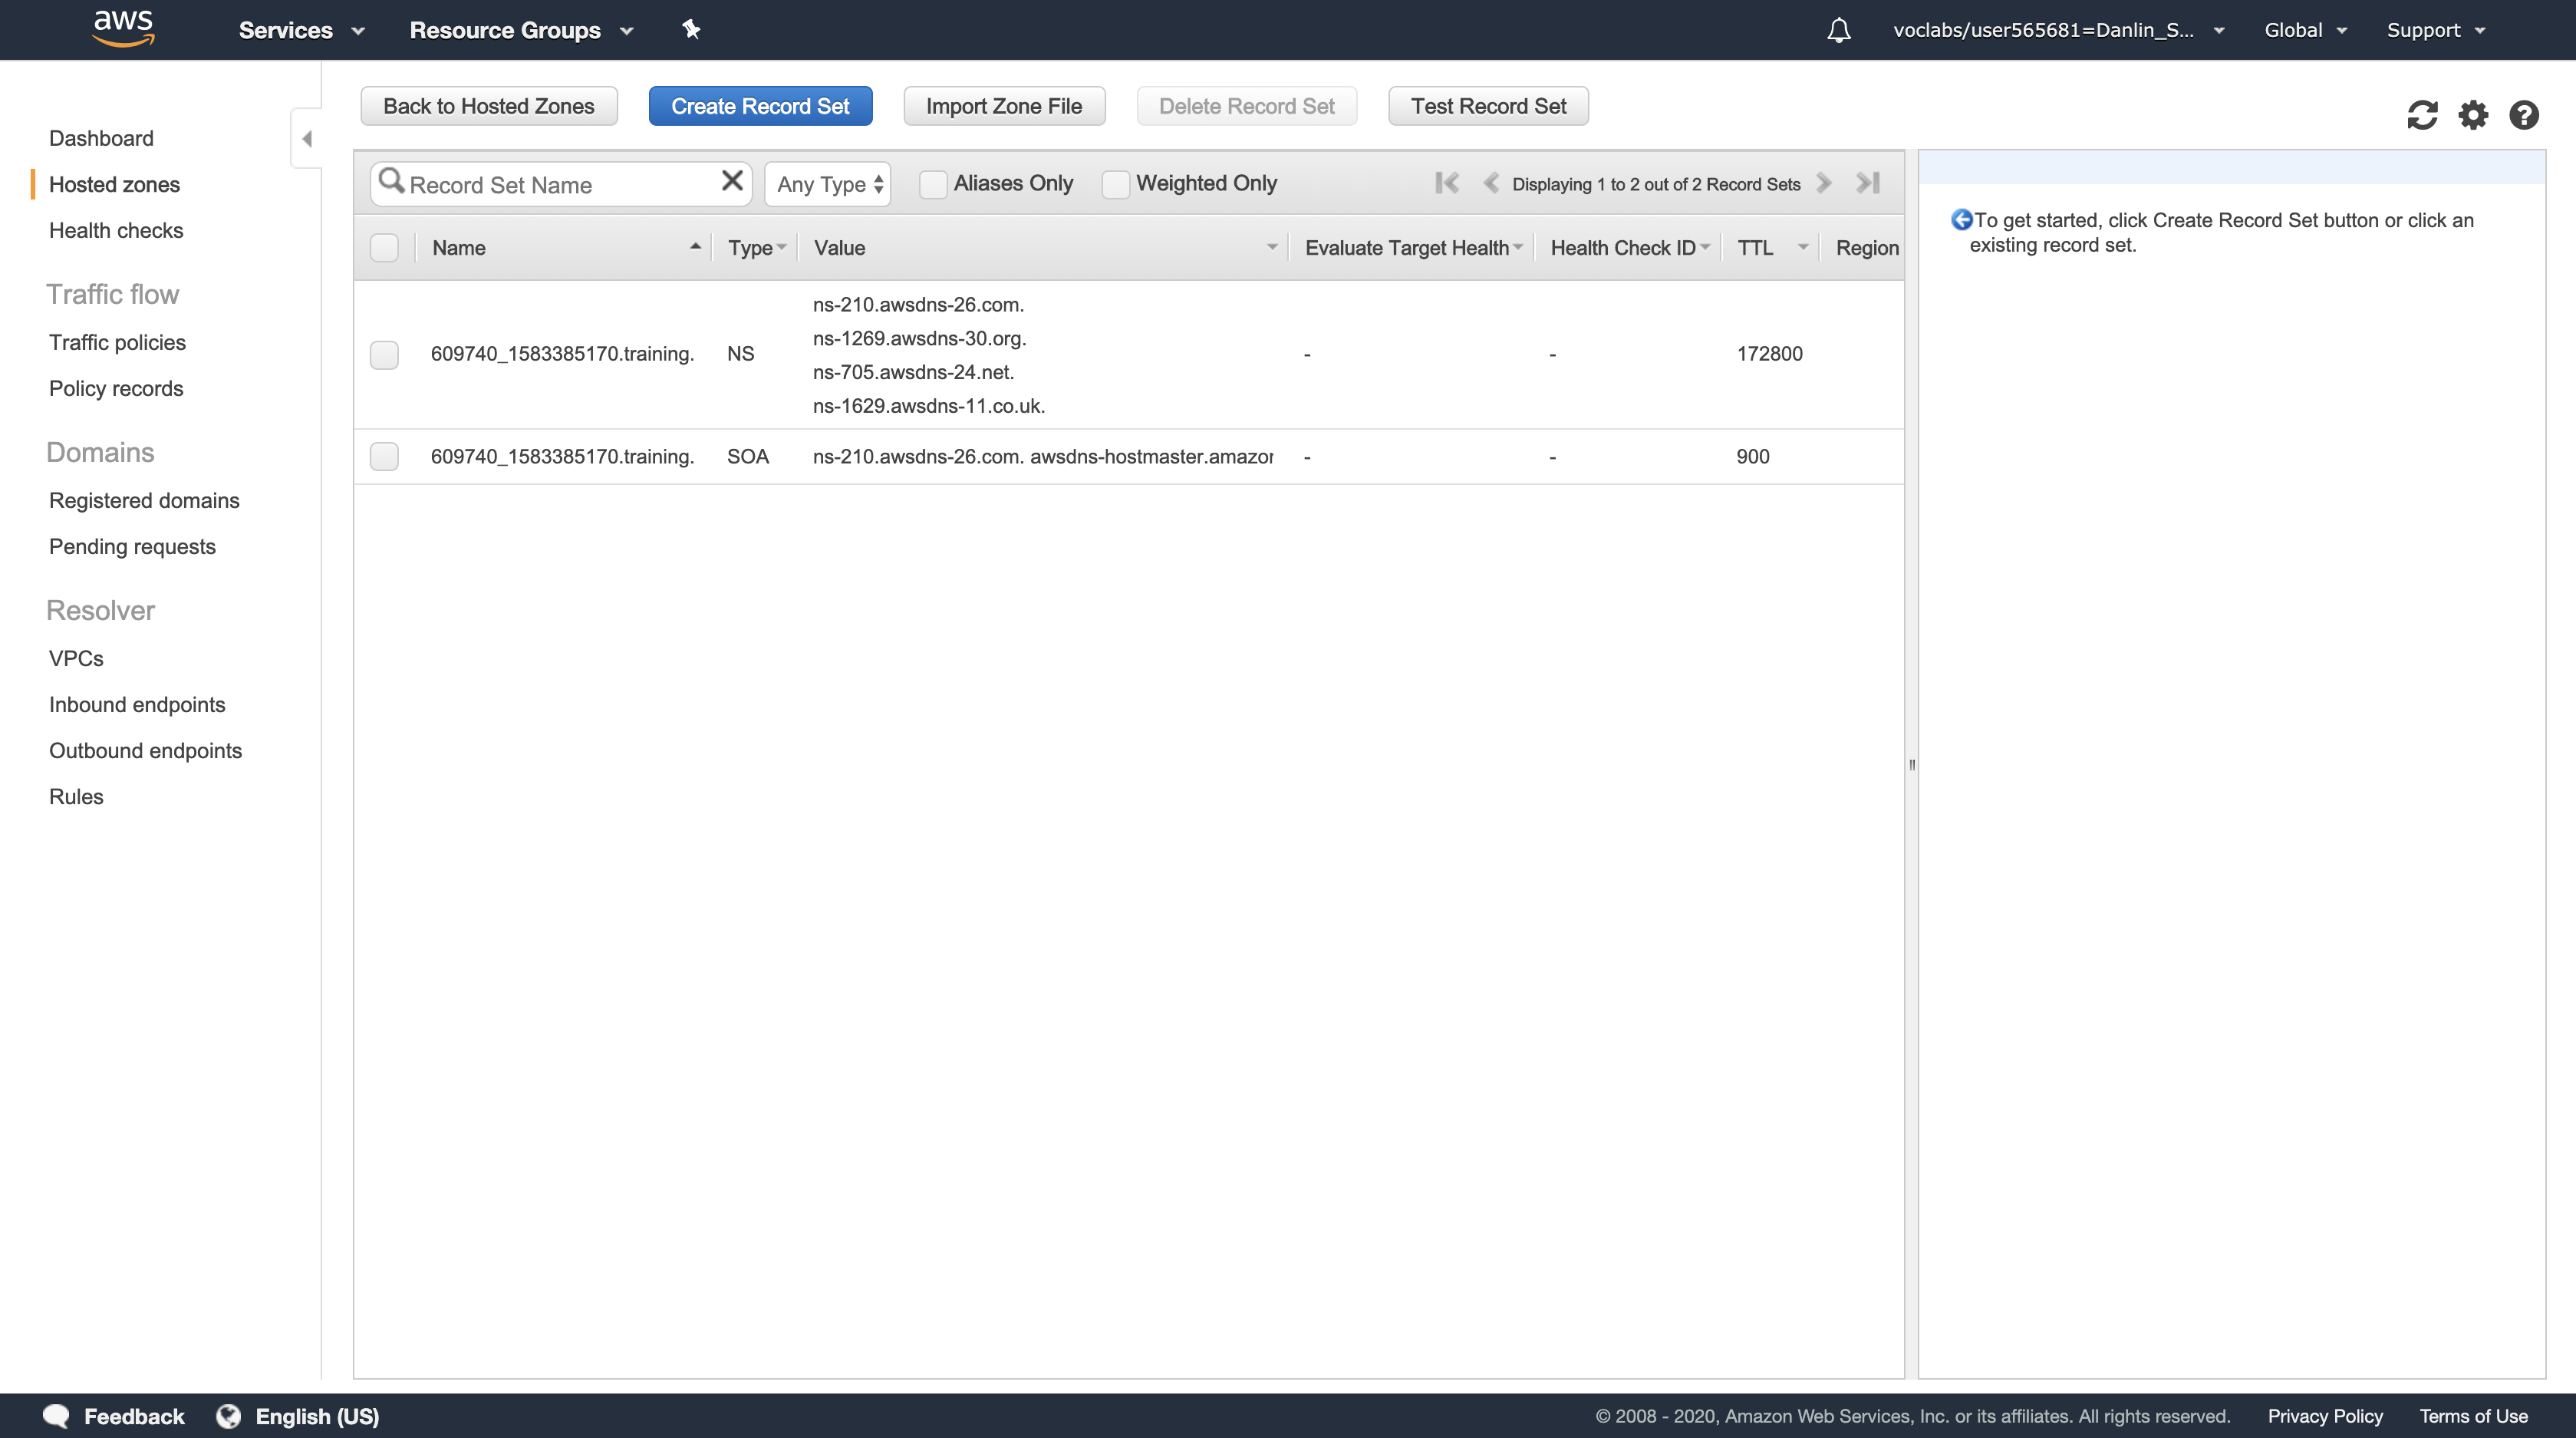 aws
Services
Resource Groups
voclabs/user565681=Danlin_S...
Global
Support
Back to Hosted Zones
Create Record Set
Import Zone File
Delete Record Set
Test Record Set
Dashboard
Hosted zones
Health checks
Traffic flow
Traffic policies
Policy records
Domains
Registered domains
Pending requests
Resolver
VPCs
Inbound endpoints
Outbound endpoints
Rules
Record Set Name
Any Type
Aliases Only
Weighted Only
Displaying 1 to 2 out of 2 Record Sets
Name Type Value Evaluate Target Health Health Check ID TTL Region
609740_1583385170.training. NS
ns-210.awsdns-26.com.
ns-1269.awsdns-30.org.
ns-705.awsdns-24.net.
ns-1629.awsdns-11.co.uk.
- - 172800
609740_1583385170.training. SOA ns-210.awsdns-26.com. awsdns-hostmaster.amazor - - 900
To get started, click Create Record Set button or click an
existing record set.
Feedback
English (US)
© 2008 - 2020, Amazon Web Services, Inc. or its affiliates. All rights reserved.
Privacy Policy
Terms of Use